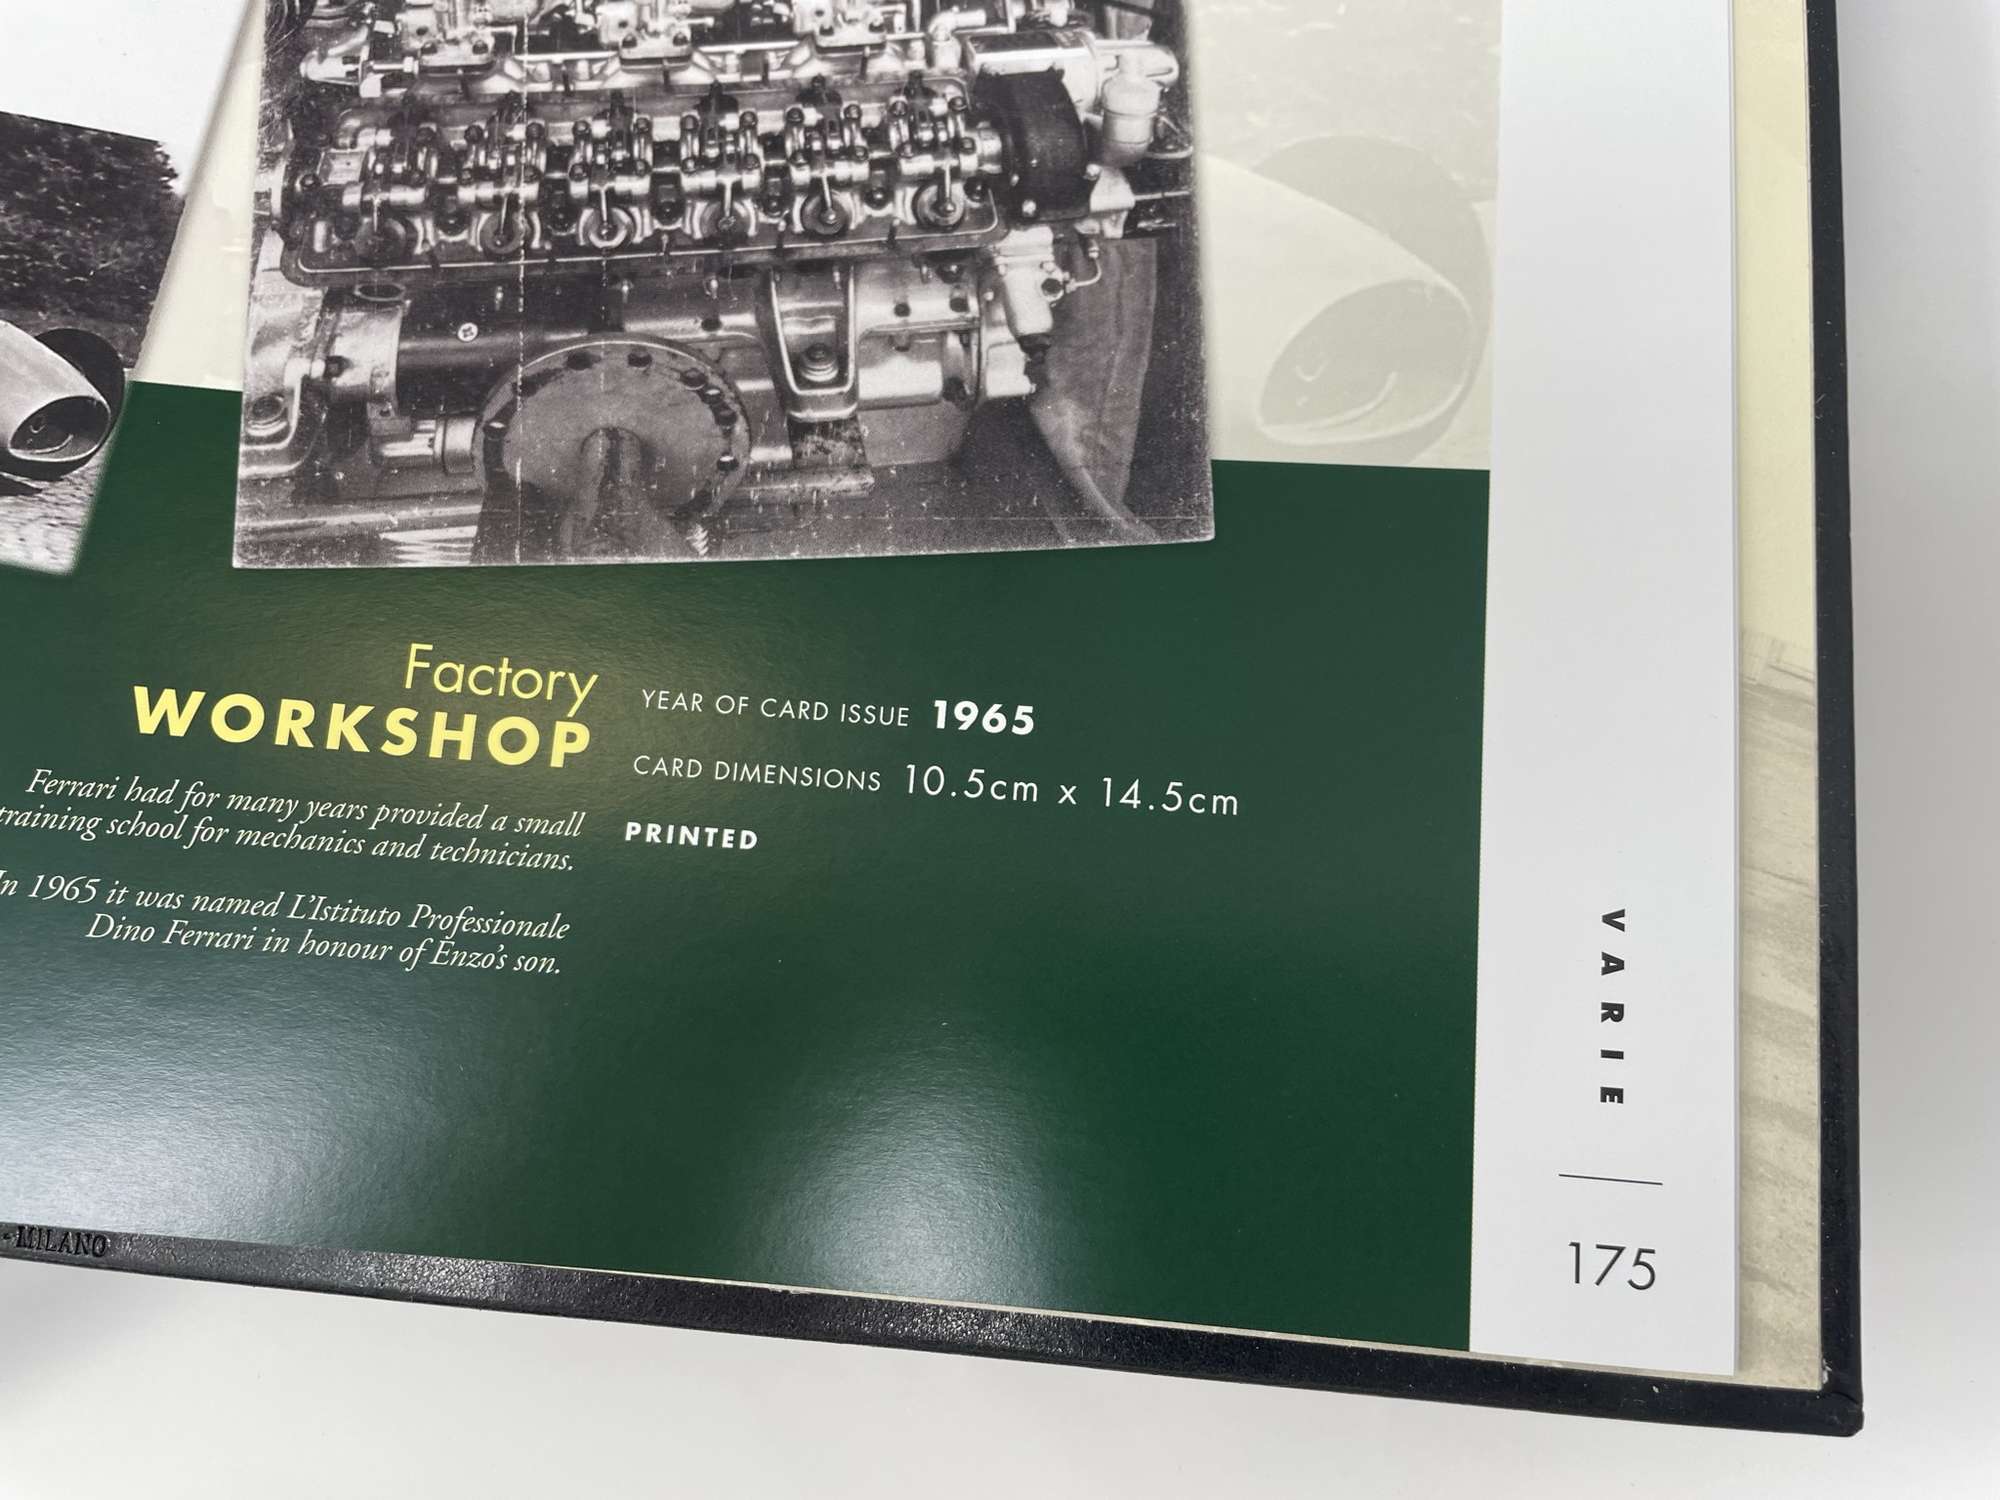 Factory
WORKSHOP
Ferrari had for many years provided a small
training school for mechanics and technicians.
In 1965 it was named L'Istituto Professionale
Dino Ferrari in honour of Enzo's son.
YEAR OF CARD ISSUE 1965
CARD DIMENSIONS 10.5cm x 14.5cm
PRINTED
VARIE
175
- MILANO